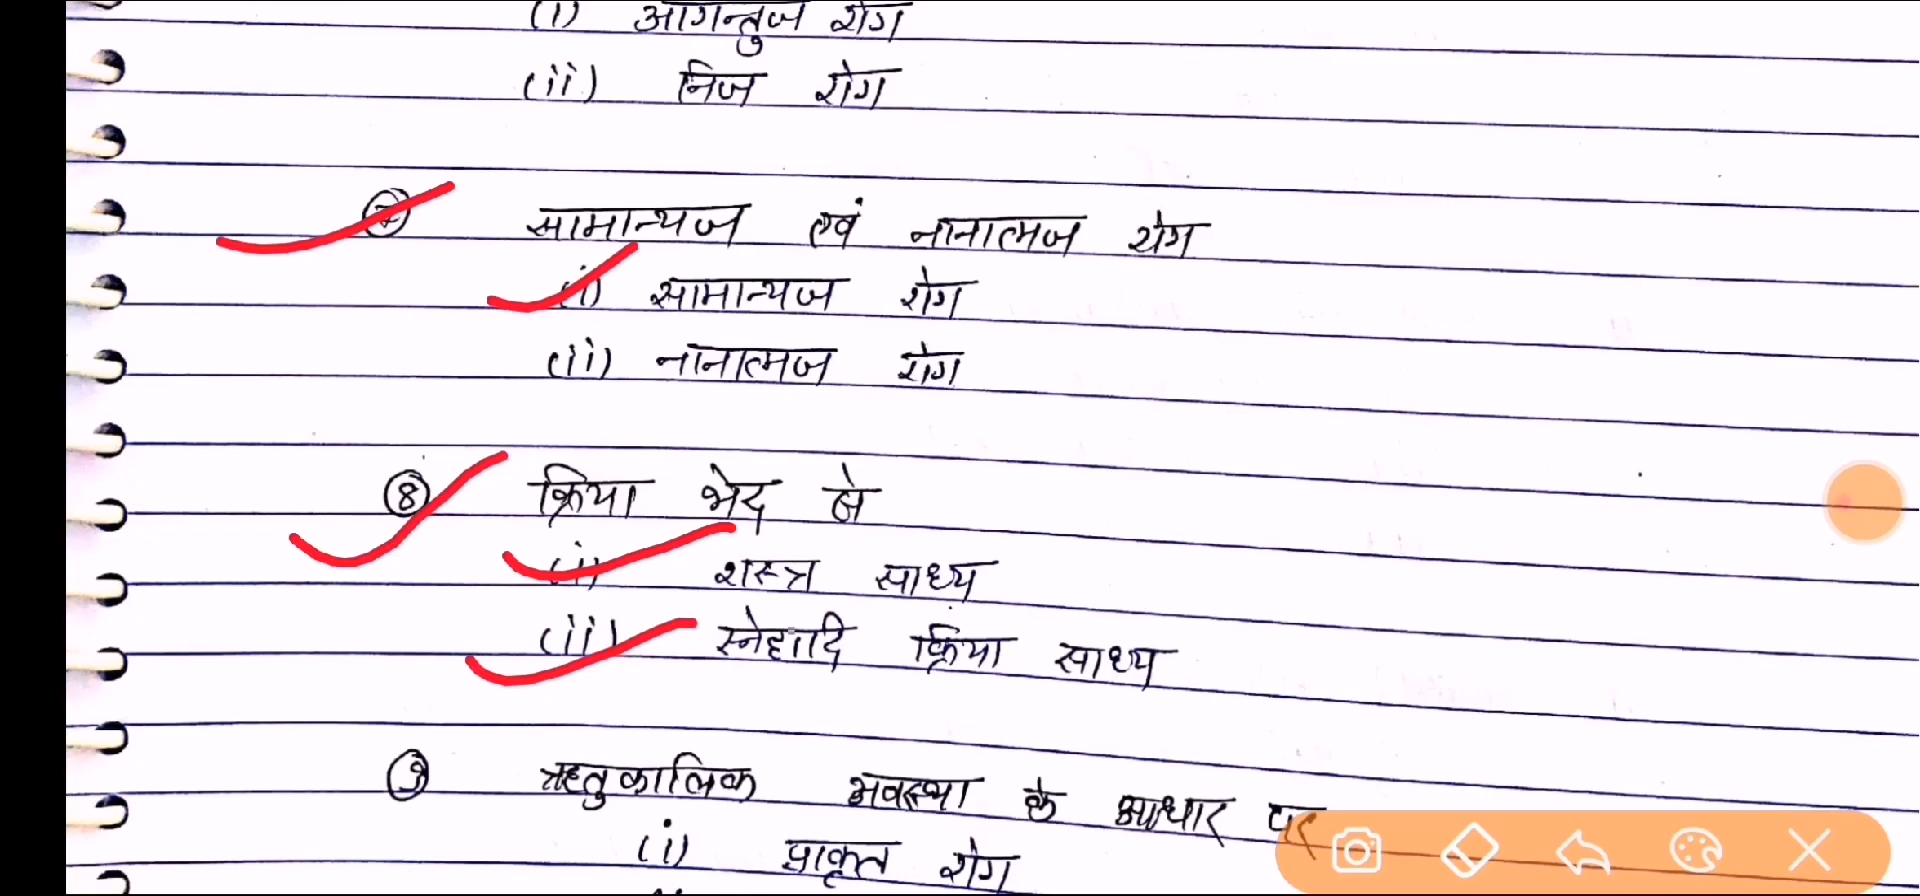 (i) आगन्तुज रोग
(ii) निज रोग
सामान्यज एवं नानात्मज रोग
(i) सामान्यज रोग
(ii) नानात्मज रोग
⑧ क्रिया भेद से
(i) शस्त्र साध्य
(ii) स्नेहादि क्रिया साध्य
⑨ ऋतुकालिक अवस्था के आधार पर
(i) प्राकृत रोग